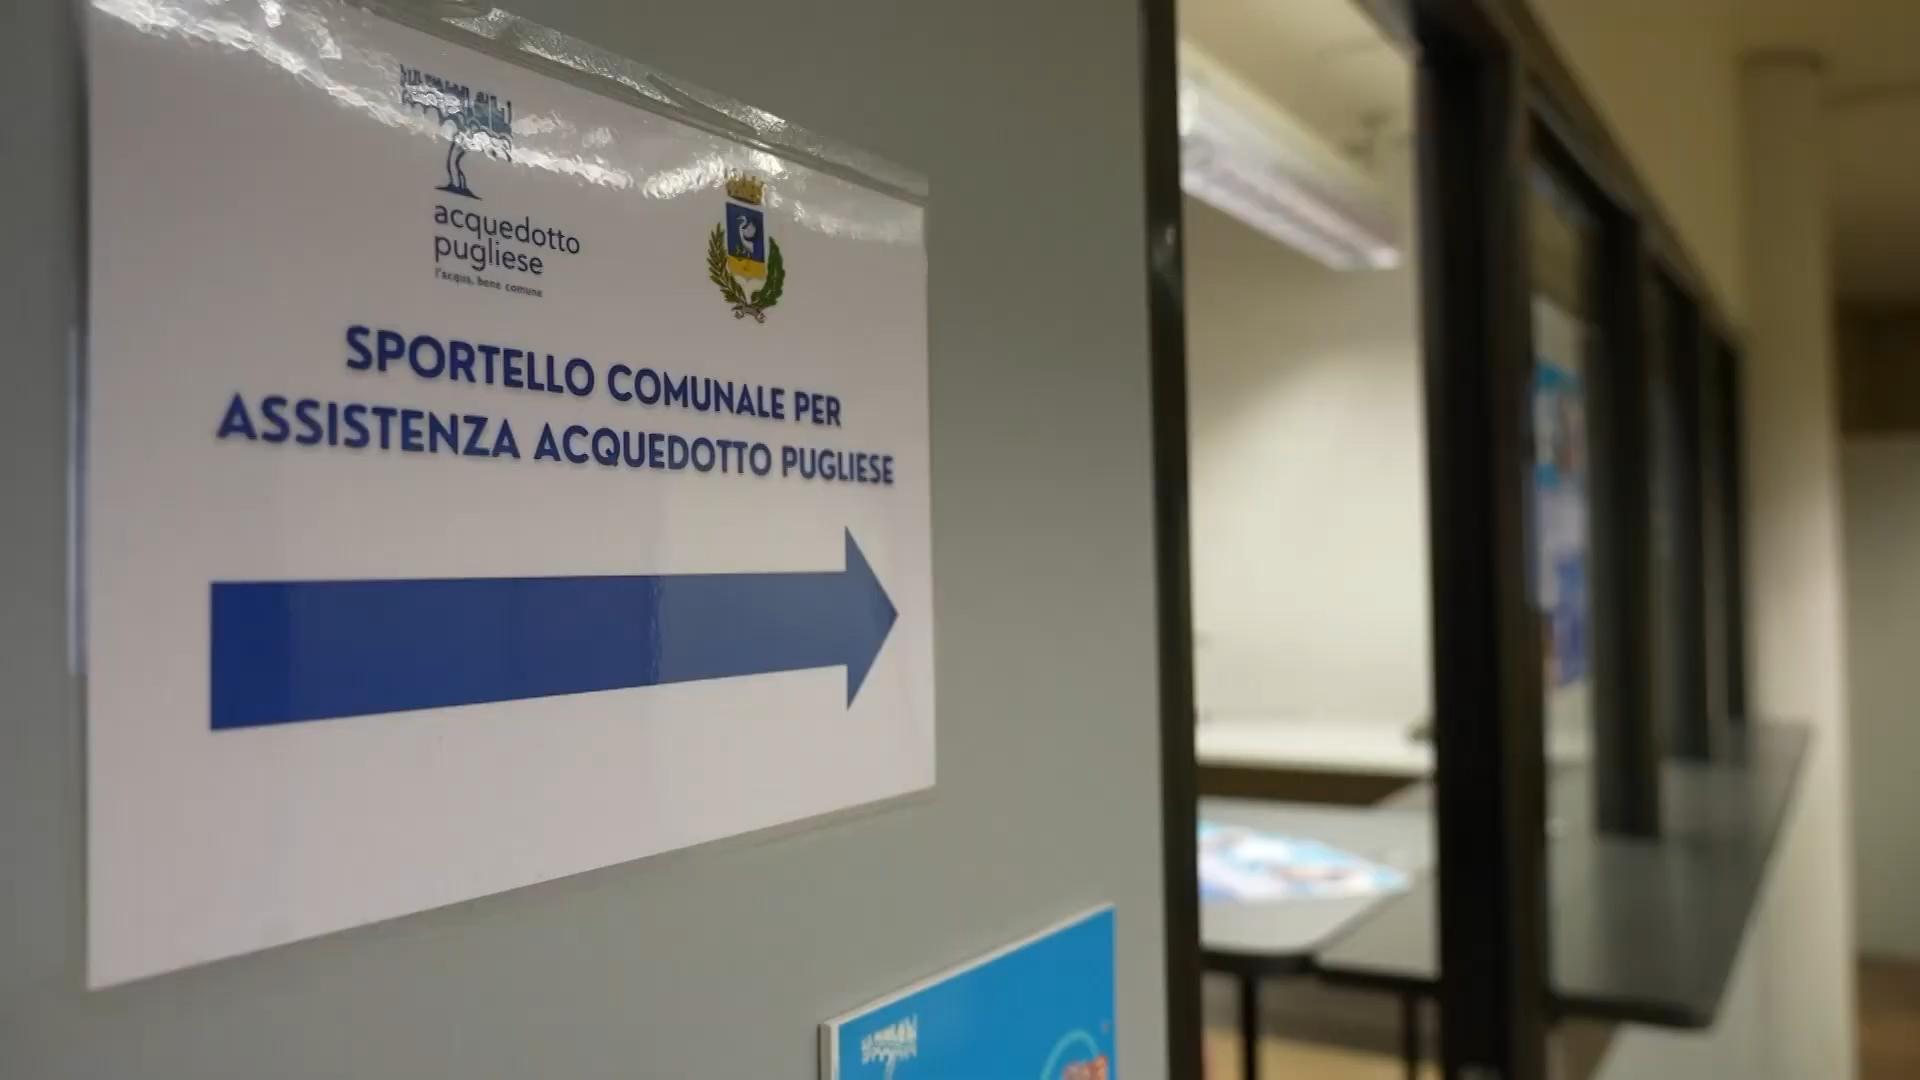 acquedotto
pugliese
l'acqua, bene comune
SPORTELLO COMUNALE PER
ASSISTENZA ACQUEDOTTO PUGLIESE